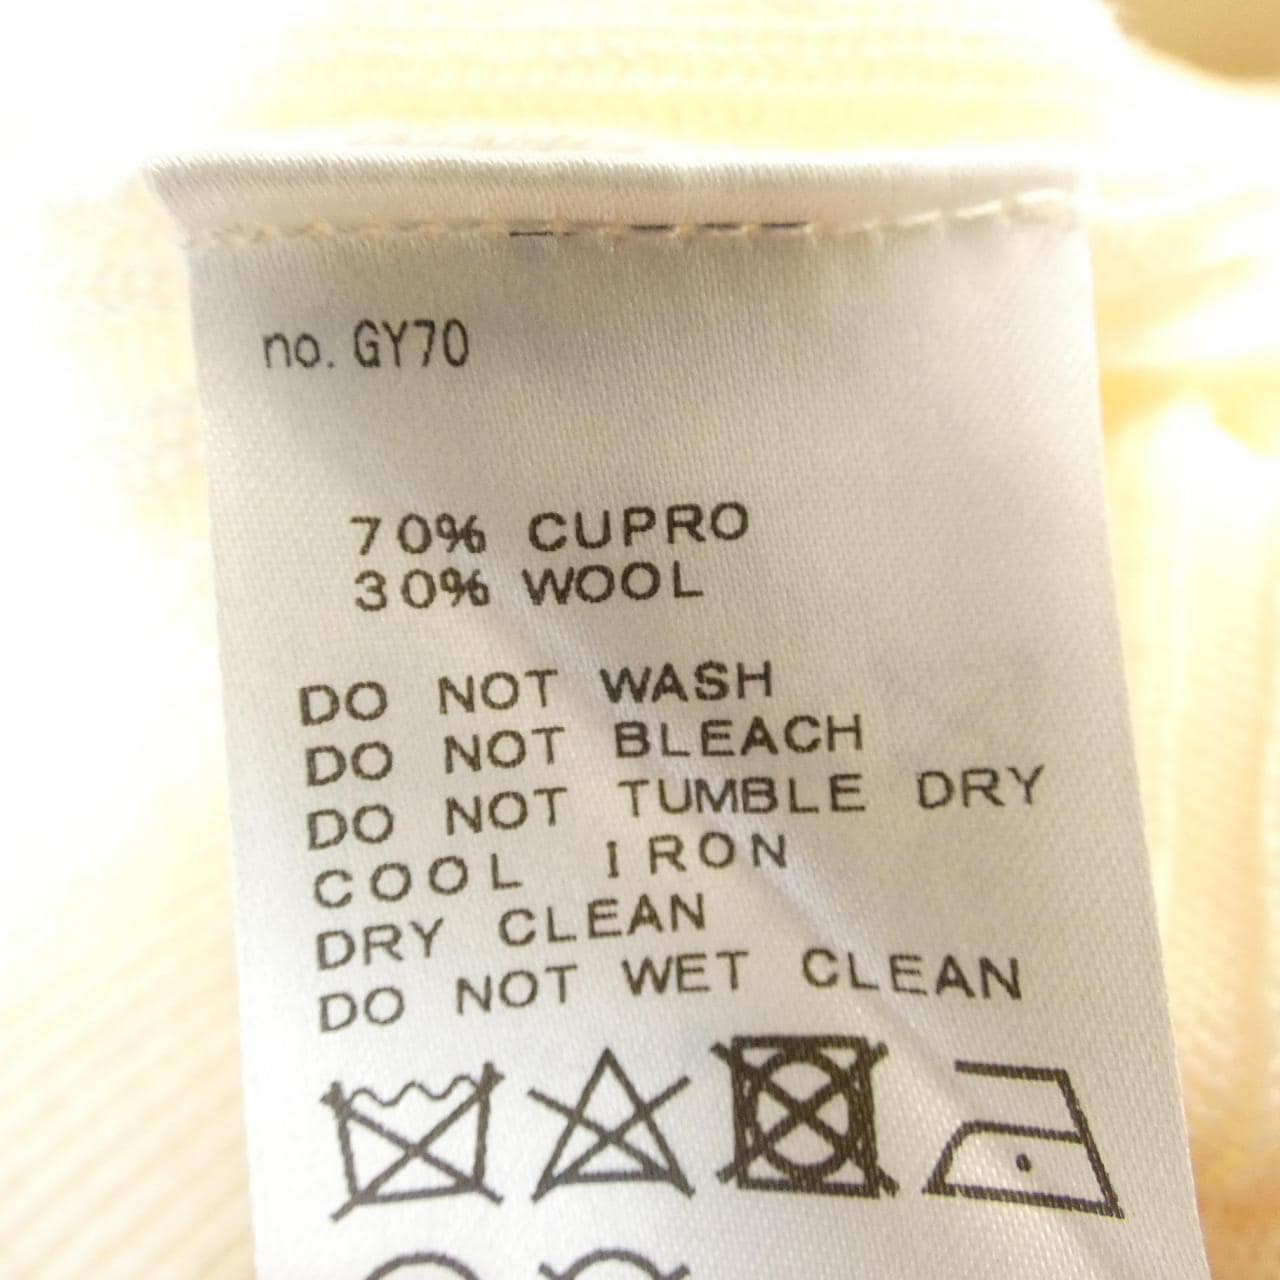 no. GY70
70% CUPRO
30% WOOL
DO NOT WASH
DO NOT BLEACH
DO NOT TUMBLE DRY
COOL IRON
DRY CLEAN
DO NOT WET CLEAN